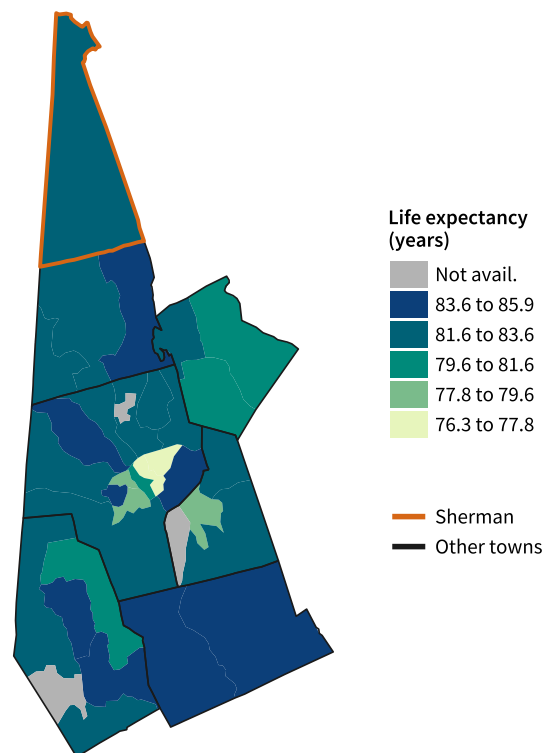 Life expectancy
(years)
Not avail.
83.6 to 85.9
81.6 to 83.6
79.6 to 81.6
77.8 to 79.6
76.3 to 77.8
Sherman
Other towns